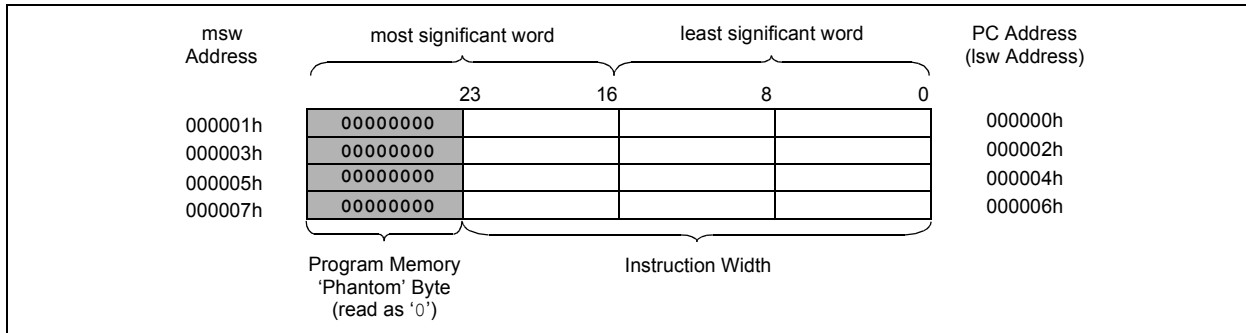 msw
Address
most significant word
least significant word
PC Address
(lsw Address)
23
16
8
0
000001h
00000000
000000h
000003h
00000000
000002h
000005h
00000000
000004h
000007h
00000000
000006h
Program Memory
‘Phantom’ Byte
(read as ‘0’)
Instruction Width